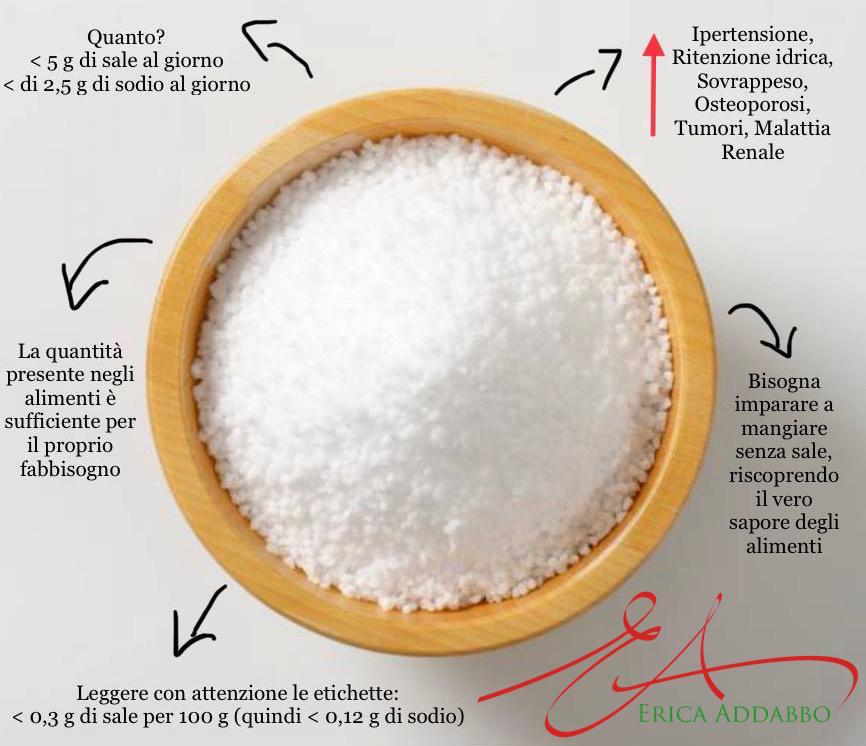 Quanto?
< 5 g di sale al giorno
< di 2,5 g di sodio al giorno
Ipertensione,
Ritenzione idrica,
Sovrappeso,
Osteoporosi,
Tumori, Malattia
Renale
La quantità
presente negli
alimenti è
sufficiente per
il proprio
fabbisogno
Bisogna
imparare a
mangiare
senza sale,
riscoprendo
il vero
sapore degli
alimenti
Leggere con attenzione le etichette:
< 0,3 g di sale per 100 g (quindi < 0,12 g di sodio)
EA
ERICA ADDABBO